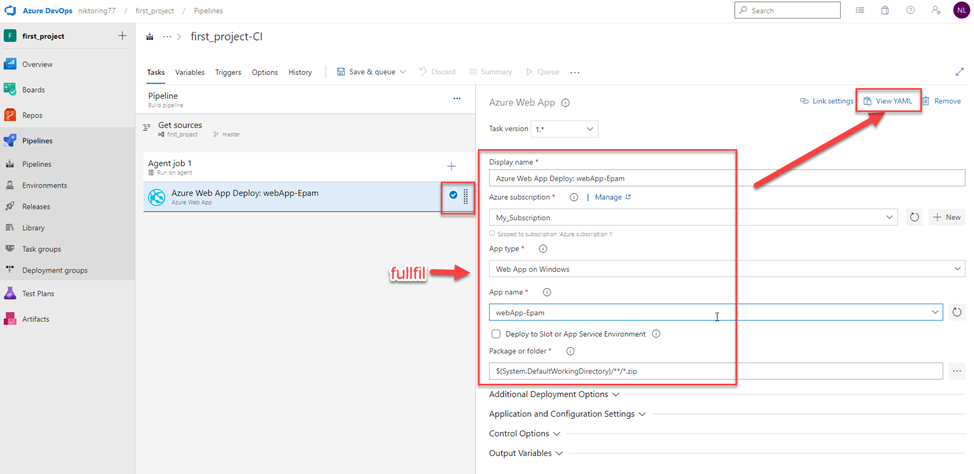 Azure DevOps niktoring77 / first_project / Pipelines Search NL
F first_project +
··· > first_project-CI
Overview
Boards
Repos
Pipelines
Pipelines
Environments
Releases
Library
Task groups
Deployment groups
Test Plans
Artifacts
Tasks Variables Triggers Options History Save & queue Discard Summary Queue ···
Pipeline ···
Build pipeline
Get sources
first_project master
Agent job 1 +
Run on agent
Azure Web App Deploy: webApp-Epam
Azure Web App
fullfil
Azure Web App Link settings View YAML Remove
Task version 1.*
Display name *
Azure Web App Deploy: webApp-Epam
Azure subscription * | Manage
My_Subscription + New
Scoped to subscription 'Azure subscription 1'
App type *
Web App on Windows
App name *
webApp-Epam
Deploy to Slot or App Service Environment
Package or folder *
$(System.DefaultWorkingDirectory)/**/*.zip ···
Additional Deployment Options
Application and Configuration Settings
Control Options
Output Variables